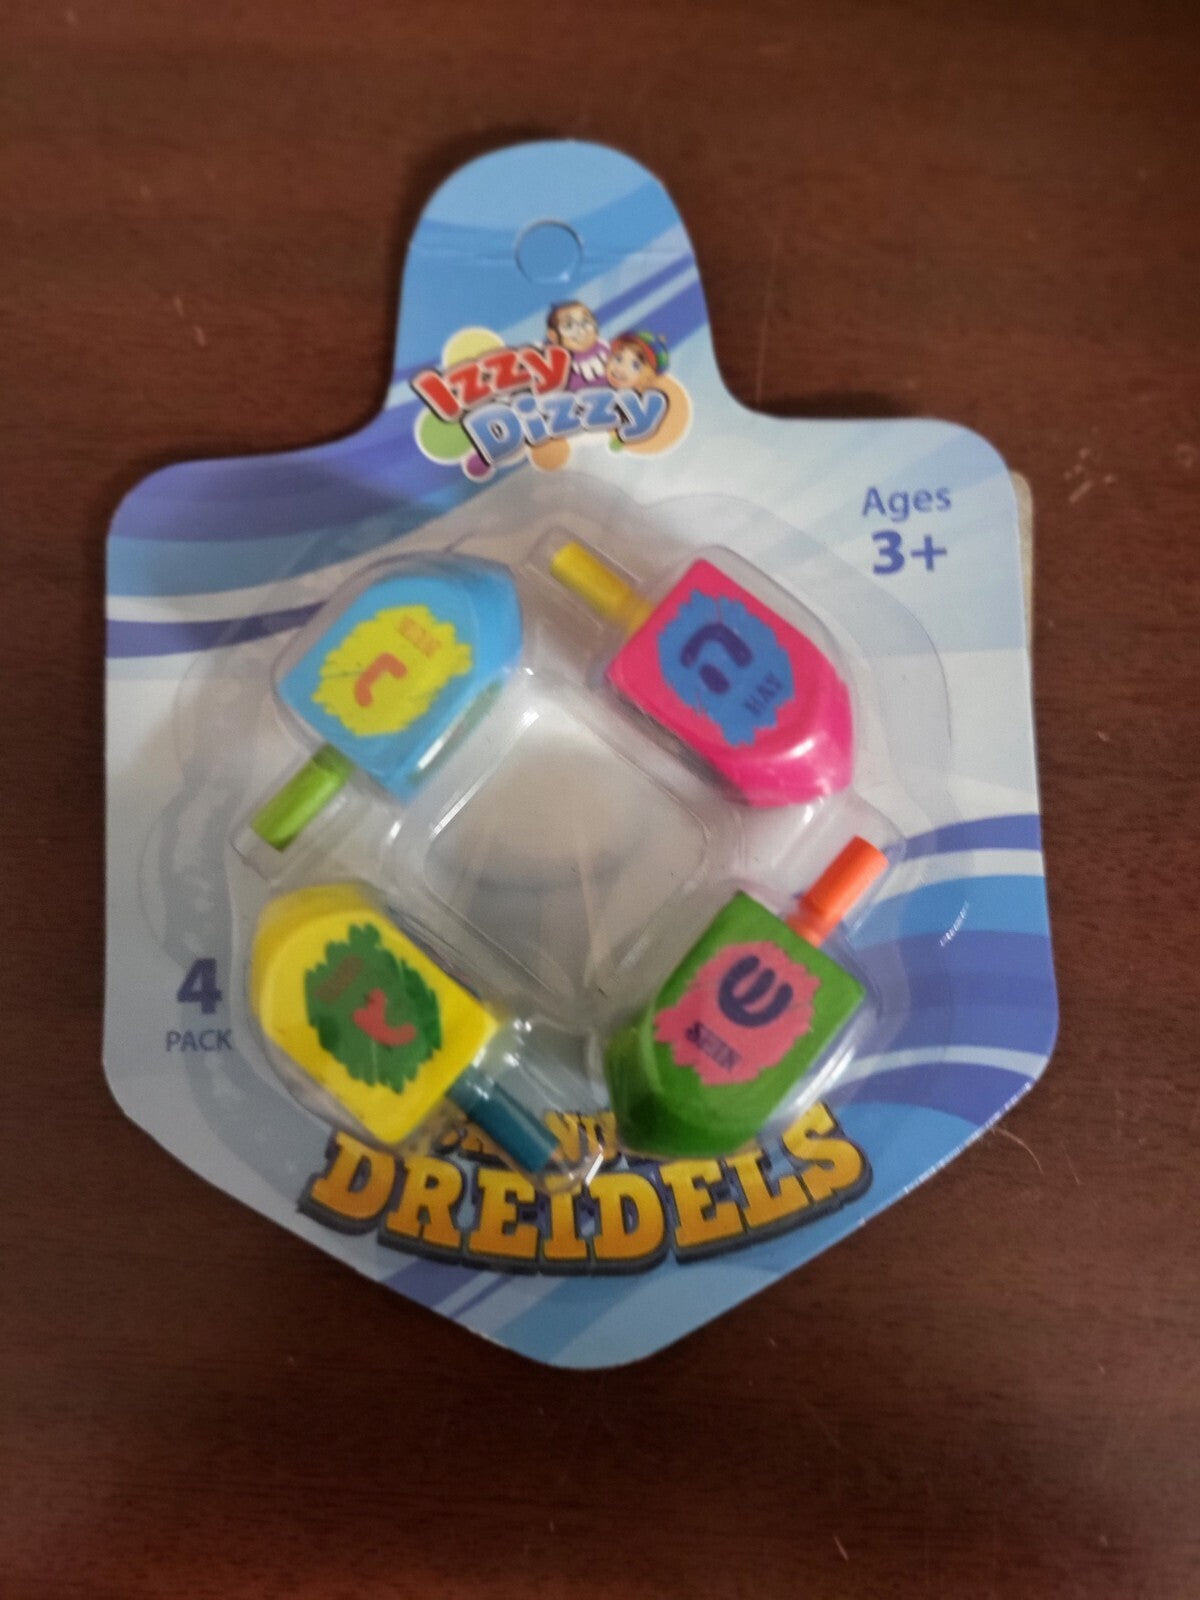 Izzy 'n'
Dizzy
Ages
3+
ה
HAY
נ
ש
SHIN
ג
4
PACK
DREIDELS